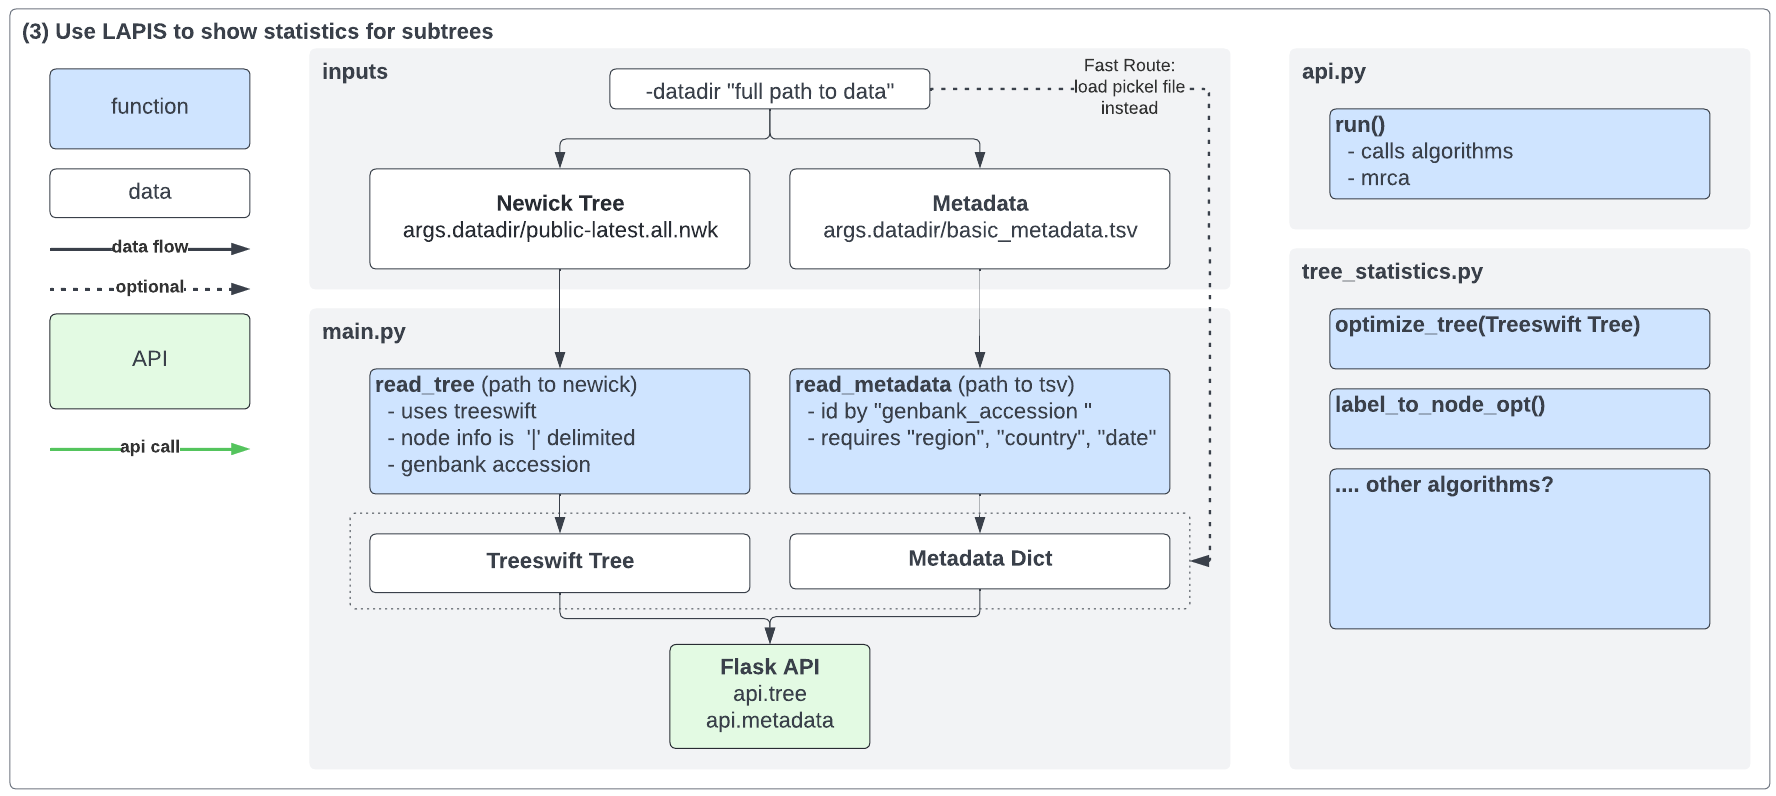 (3) Use LAPIS to show statistics for subtrees
function
data
data flow
optional
API
api call
inputs
-datadir "full path to data"
Fast Route:
load pickel file
instead
Newick Tree
args.datadir/public-latest.all.nwk
Metadata
args.datadir/basic_metadata.tsv
main.py
read_tree (path to newick)
- uses treeswift
- node info is '|' delimited
- genbank accession
read_metadata (path to tsv)
- id by "genbank_accession "
- requires "region", "country", "date"
Treeswift Tree
Metadata Dict
Flask API
api.tree
api.metadata
api.py
run()
- calls algorithms
- mrca
tree_statistics.py
optimize_tree(Treeswift Tree)
label_to_node_opt()
.... other algorithms?